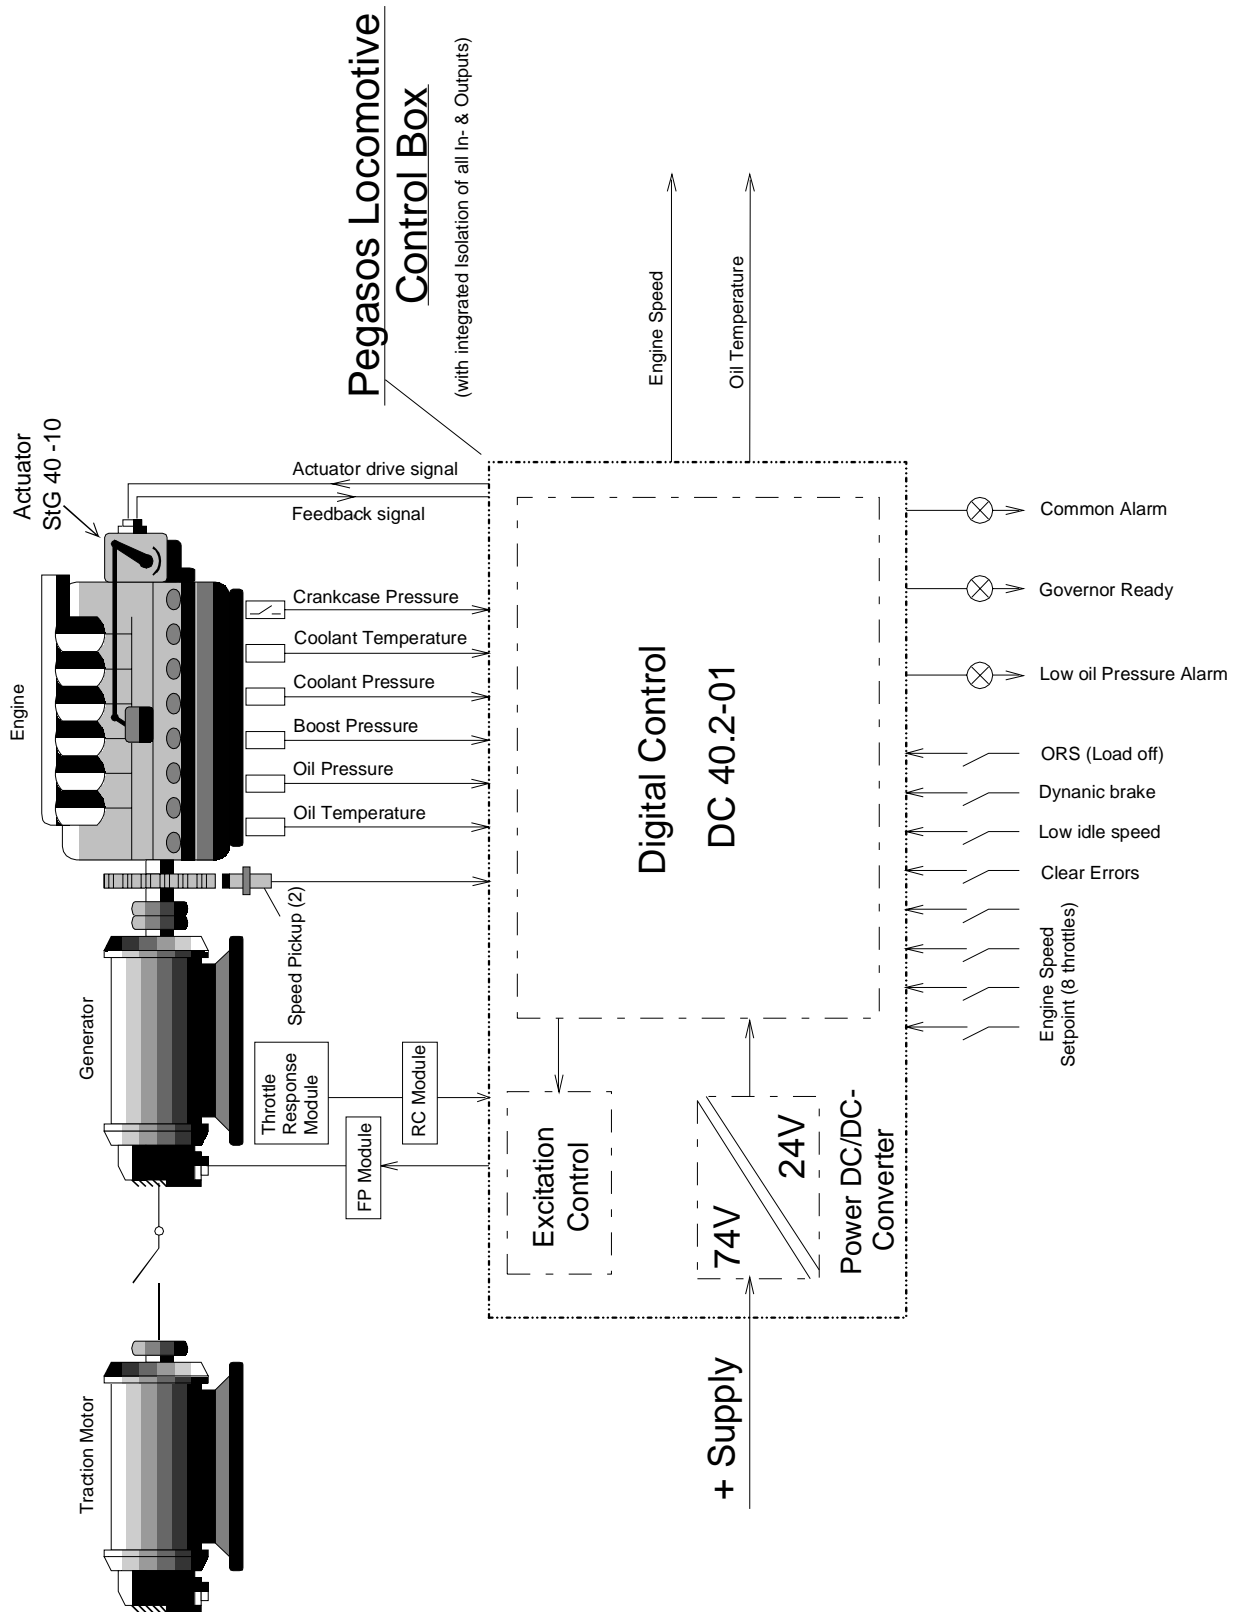 Pegasos Locomotive
Control Box
(with integrated Isolation of all In- & Outputs)
Actuator
StG 40 -10
Engine
Generator
Traction Motor
Actuator drive signal
Feedback signal
Crankcase Pressure
Coolant Temperature
Coolant Pressure
Boost Pressure
Oil Pressure
Oil Temperature
Speed Pickup (2)
Throttle
Response
Module
RC Module
FP Module
Engine Speed
Oil Temperature
Digital Control
DC 40.2-01
Excitation
Control
74V
24V
Power DC/DC-
Converter
+ Supply
Common Alarm
Governor Ready
Low oil Pressure Alarm
ORS (Load off)
Dynanic brake
Low idle speed
Clear Errors
Engine Speed
Setpoint (8 throttles)